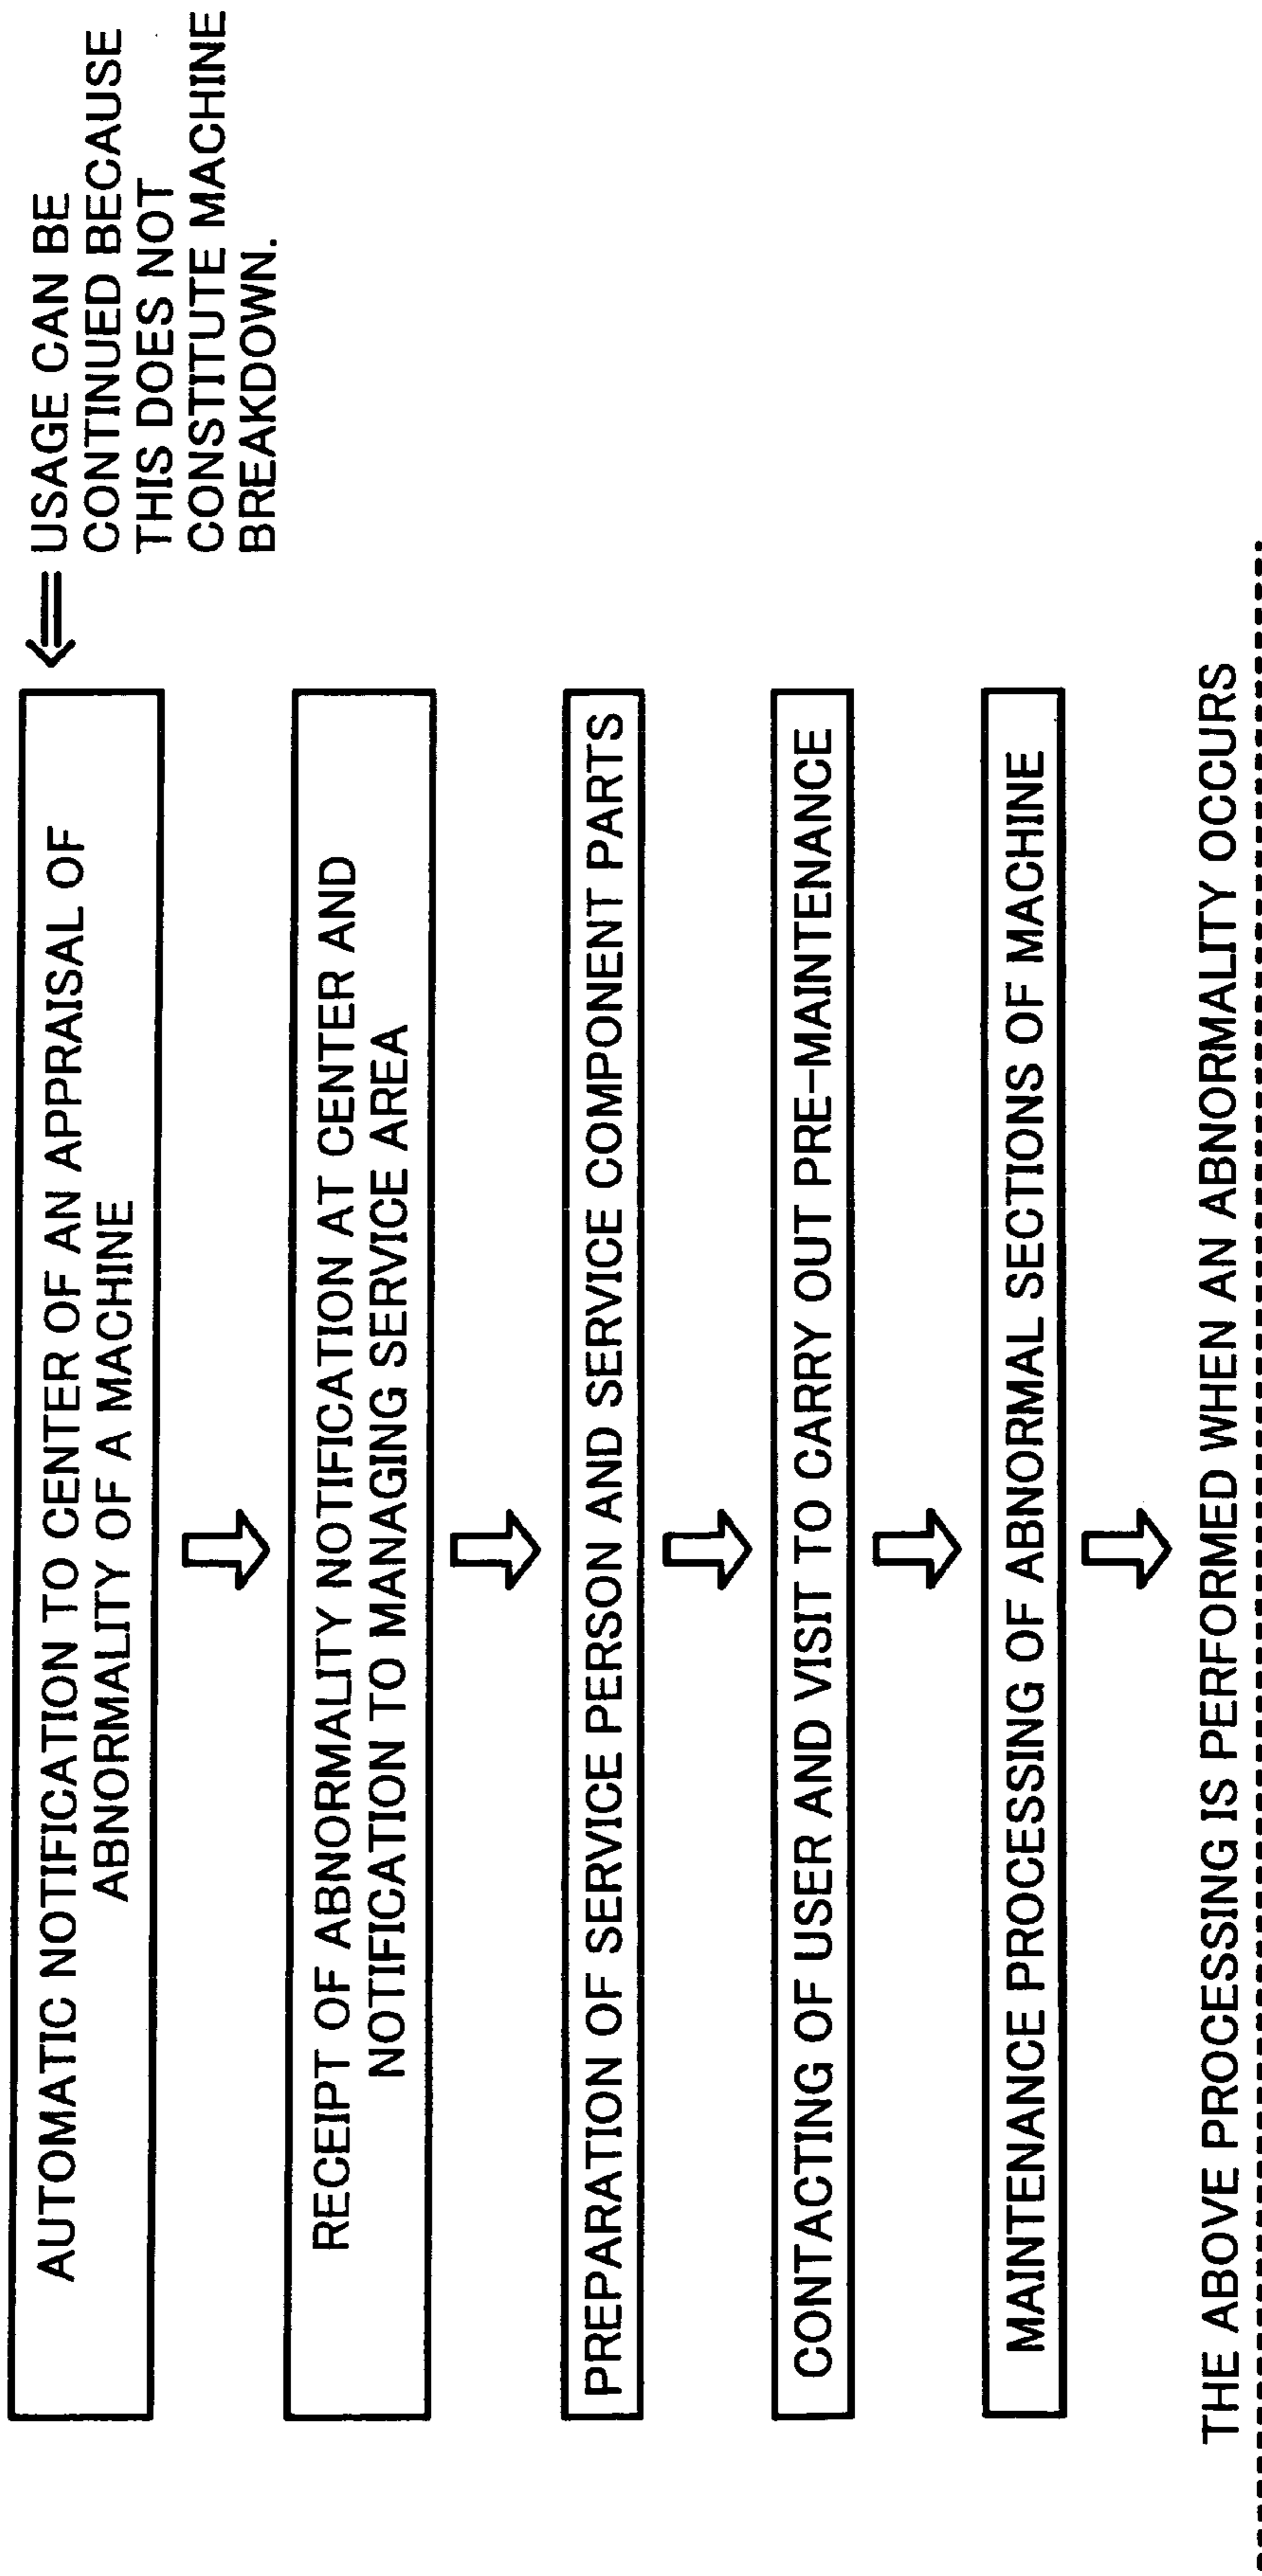 AUTOMATIC NOTIFICATION TO CENTER OF AN APPRAISAL OF
ABNORMALITY OF A MACHINE
USAGE CAN BE
CONTINUED BECAUSE
THIS DOES NOT
CONSTITUTE MACHINE
BREAKDOWN.
RECEIPT OF ABNORMALITY NOTIFICATION AT CENTER AND
NOTIFICATION TO MANAGING SERVICE AREA
PREPARATION OF SERVICE PERSON AND SERVICE COMPONENT PARTS
CONTACTING OF USER AND VISIT TO CARRY OUT PRE-MAINTENANCE
MAINTENANCE PROCESSING OF ABNORMAL SECTIONS OF MACHINE
THE ABOVE PROCESSING IS PERFORMED WHEN AN ABNORMALITY OCCURS